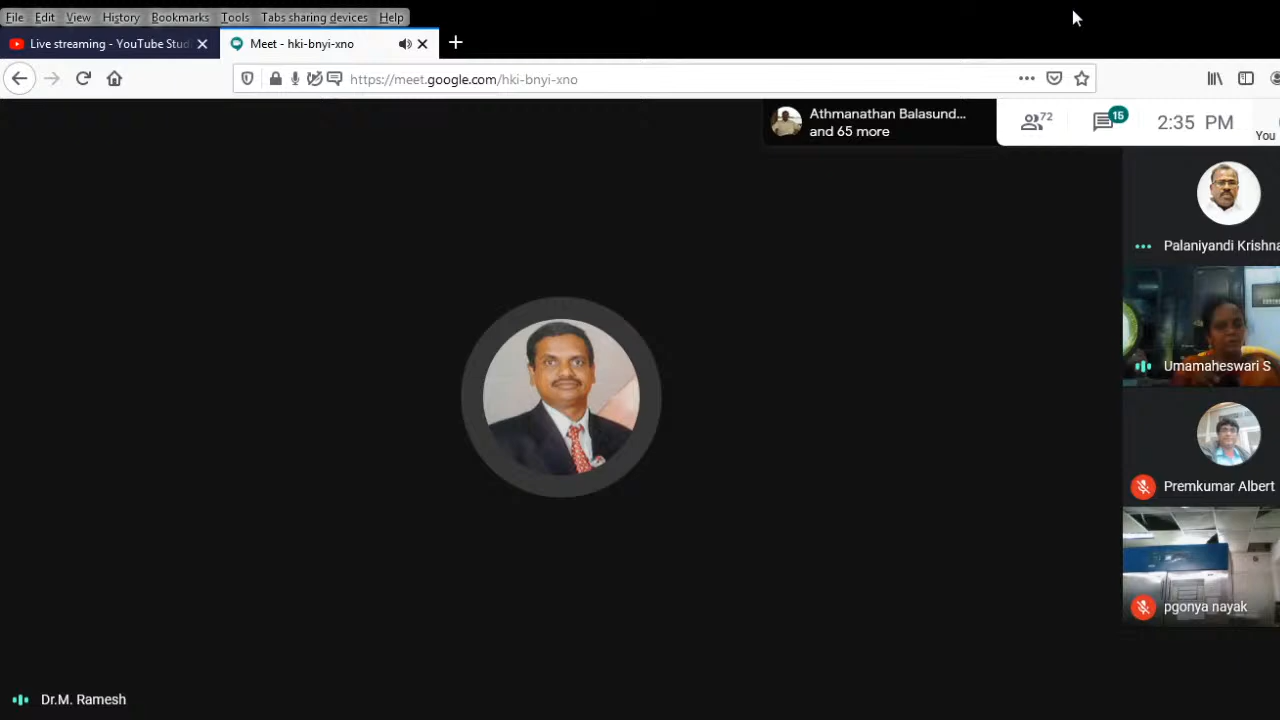 File Edit View History Bookmarks Tools Tabs sharing devices Help
Live streaming - YouTube Stud
Meet - hki-bnyi-xno
https://meet.google.com/hki-bnyi-xno
Athmanathan Balasund...
and 65 more
72
15
2:35 PM
You
Palaniyandi Krishna
Umamaheswari S
Premkumar Albert
pgonya nayak
Dr.M. Ramesh